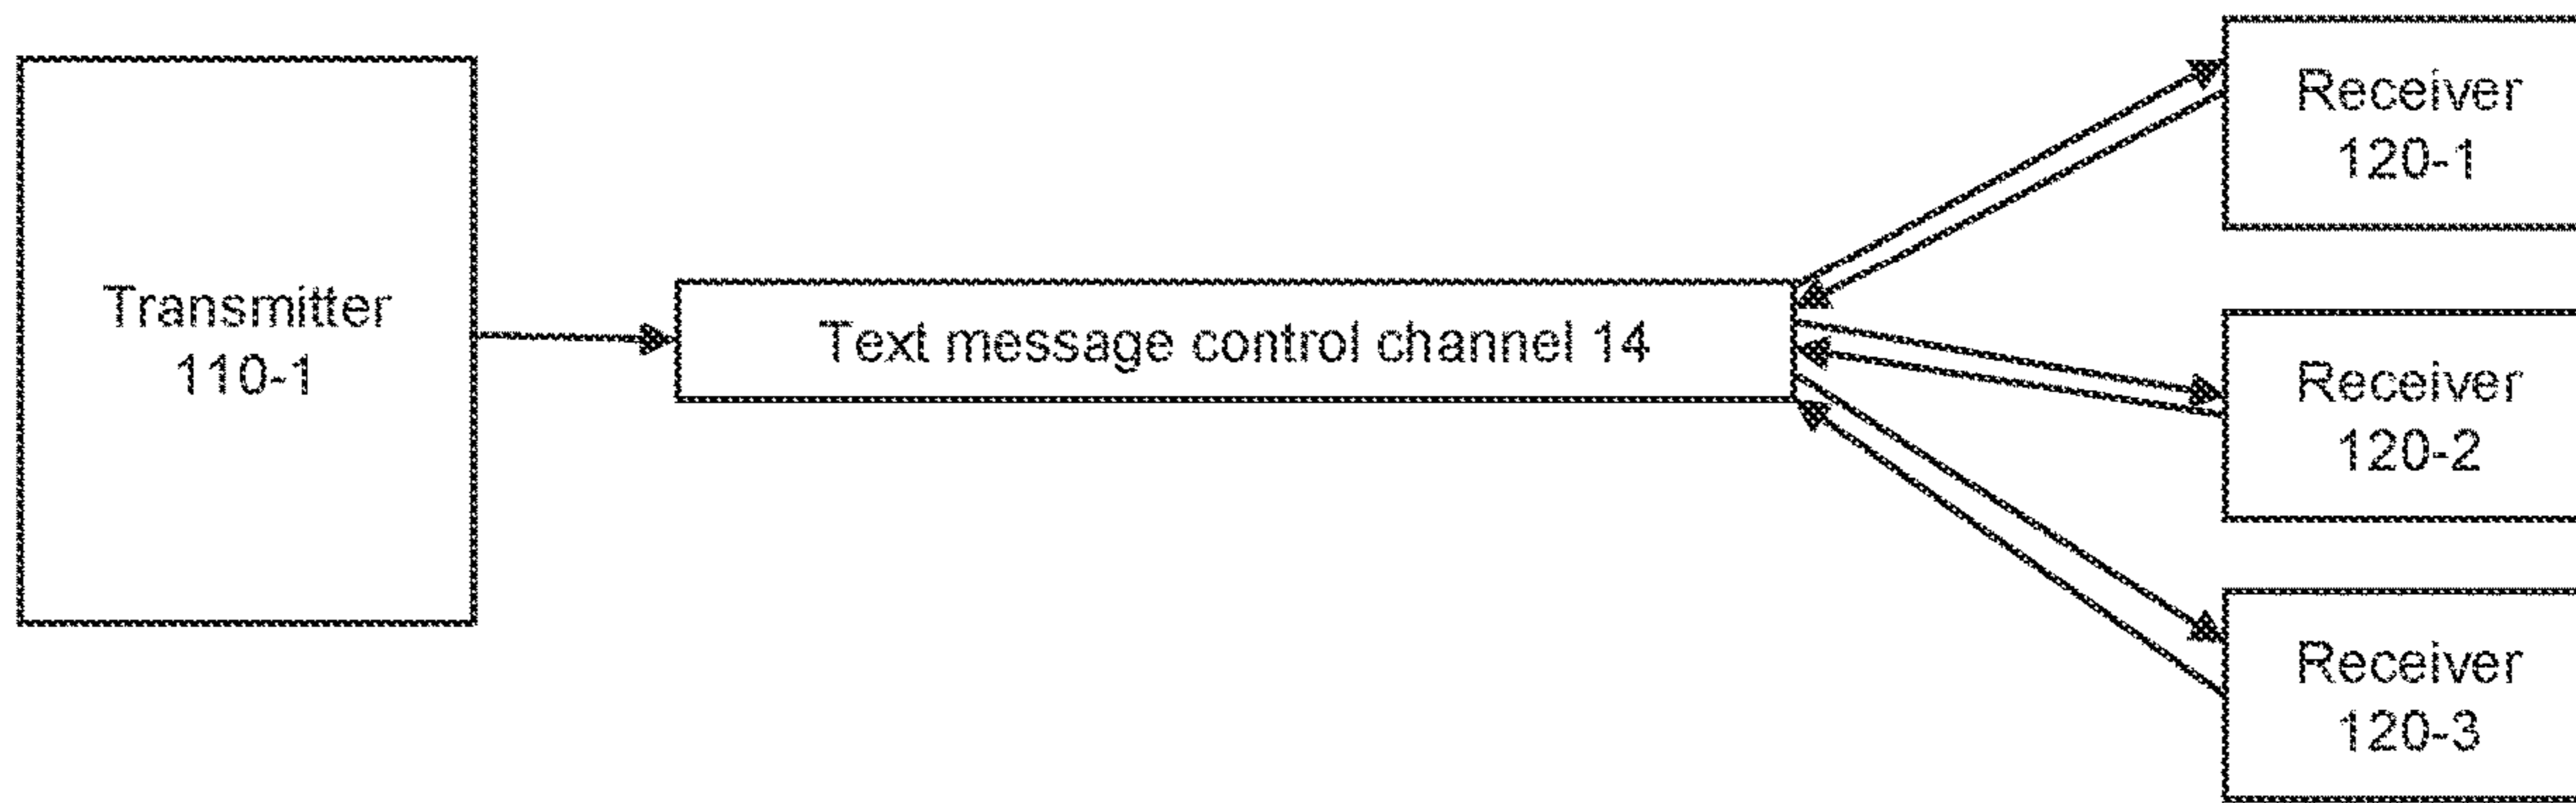 Transmitter
110-1
Text message control channel 14
Receiver
120-1
Receiver
120-2
Receiver
120-3